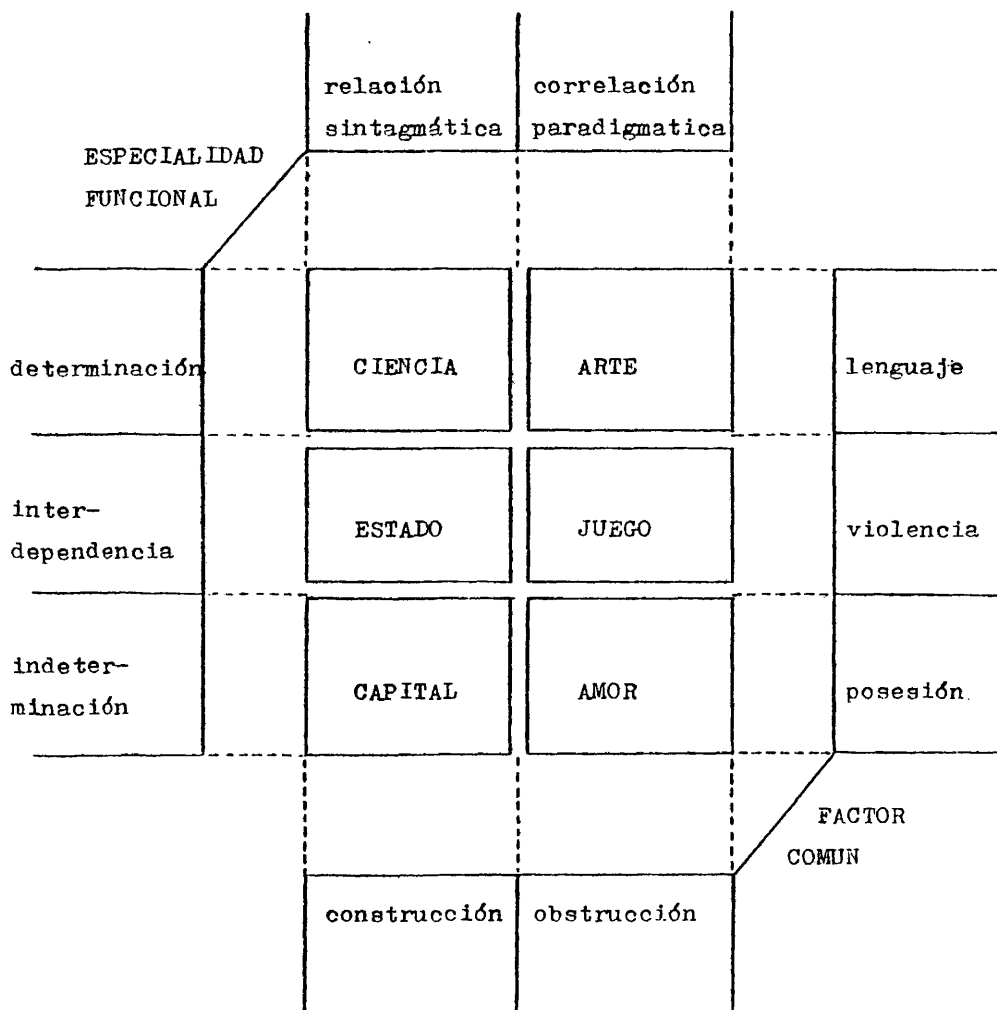 relación
sintagmática
correlación
paradigmatica
ESPECIALIDAD
FUNCIONAL
determinación
CIENCIA
ARTE
lenguaje
inter-
dependencia
ESTADO
JUEGO
violencia
indeter-
minación
CAPITAL
AMOR
posesión
FACTOR
COMUN
construcción
obstrucción